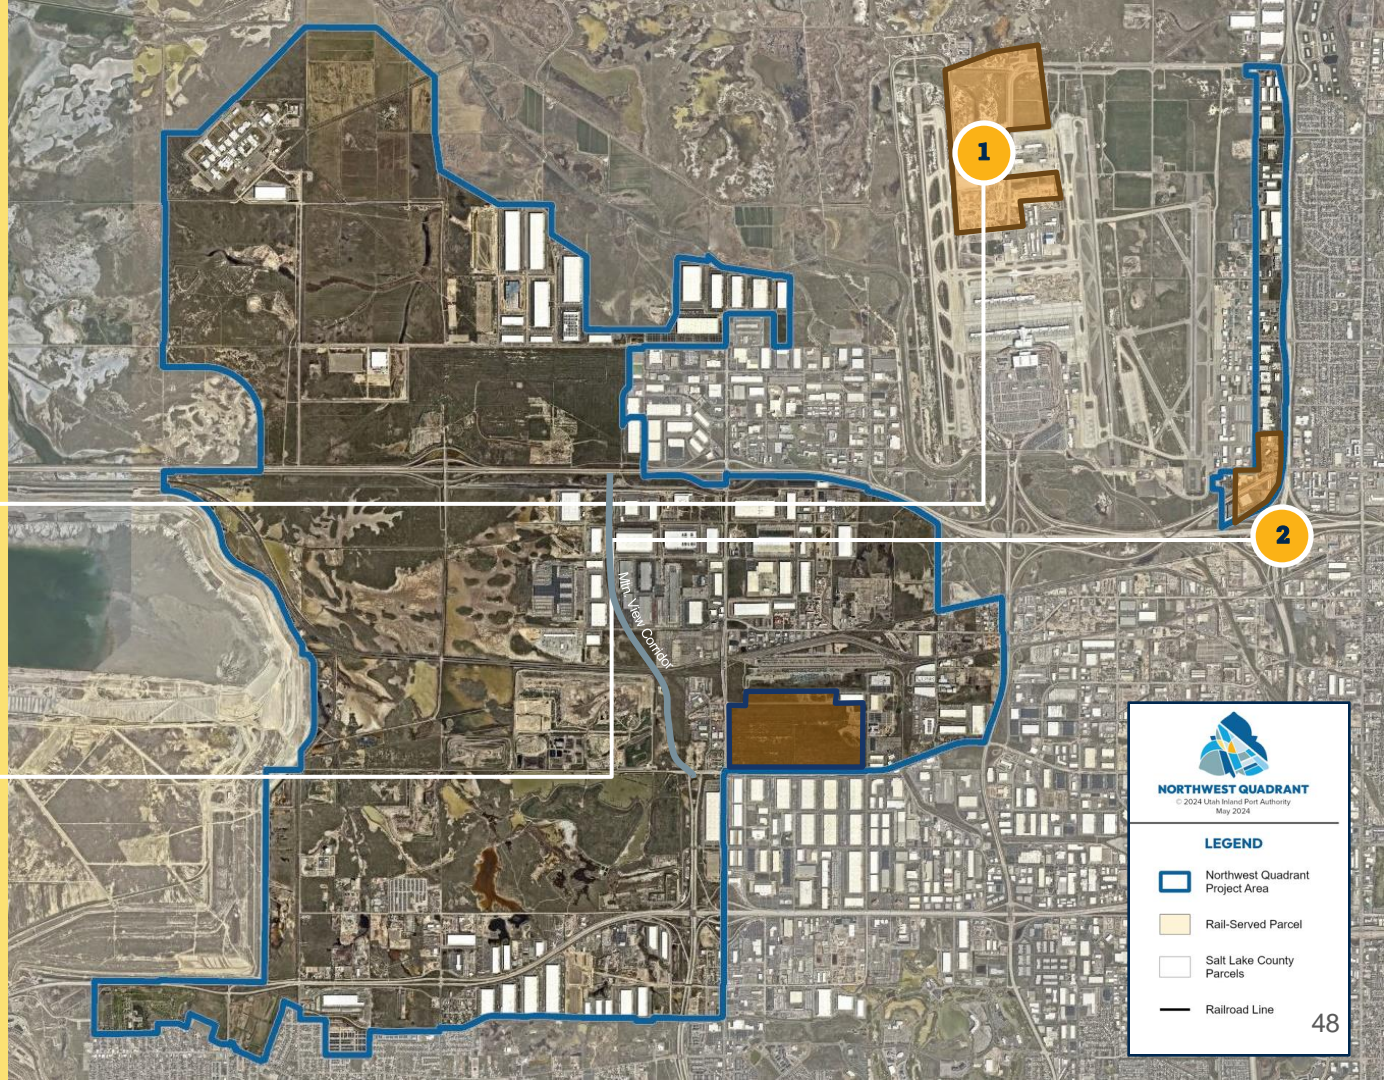 1
2
Mtn. View Corridor
NORTHWEST QUADRANT
© 2024 Utah Inland Port Authority
May 2024
LEGEND
Northwest Quadrant
Project Area
Rail-Served Parcel
Salt Lake County
Parcels
Railroad Line
48